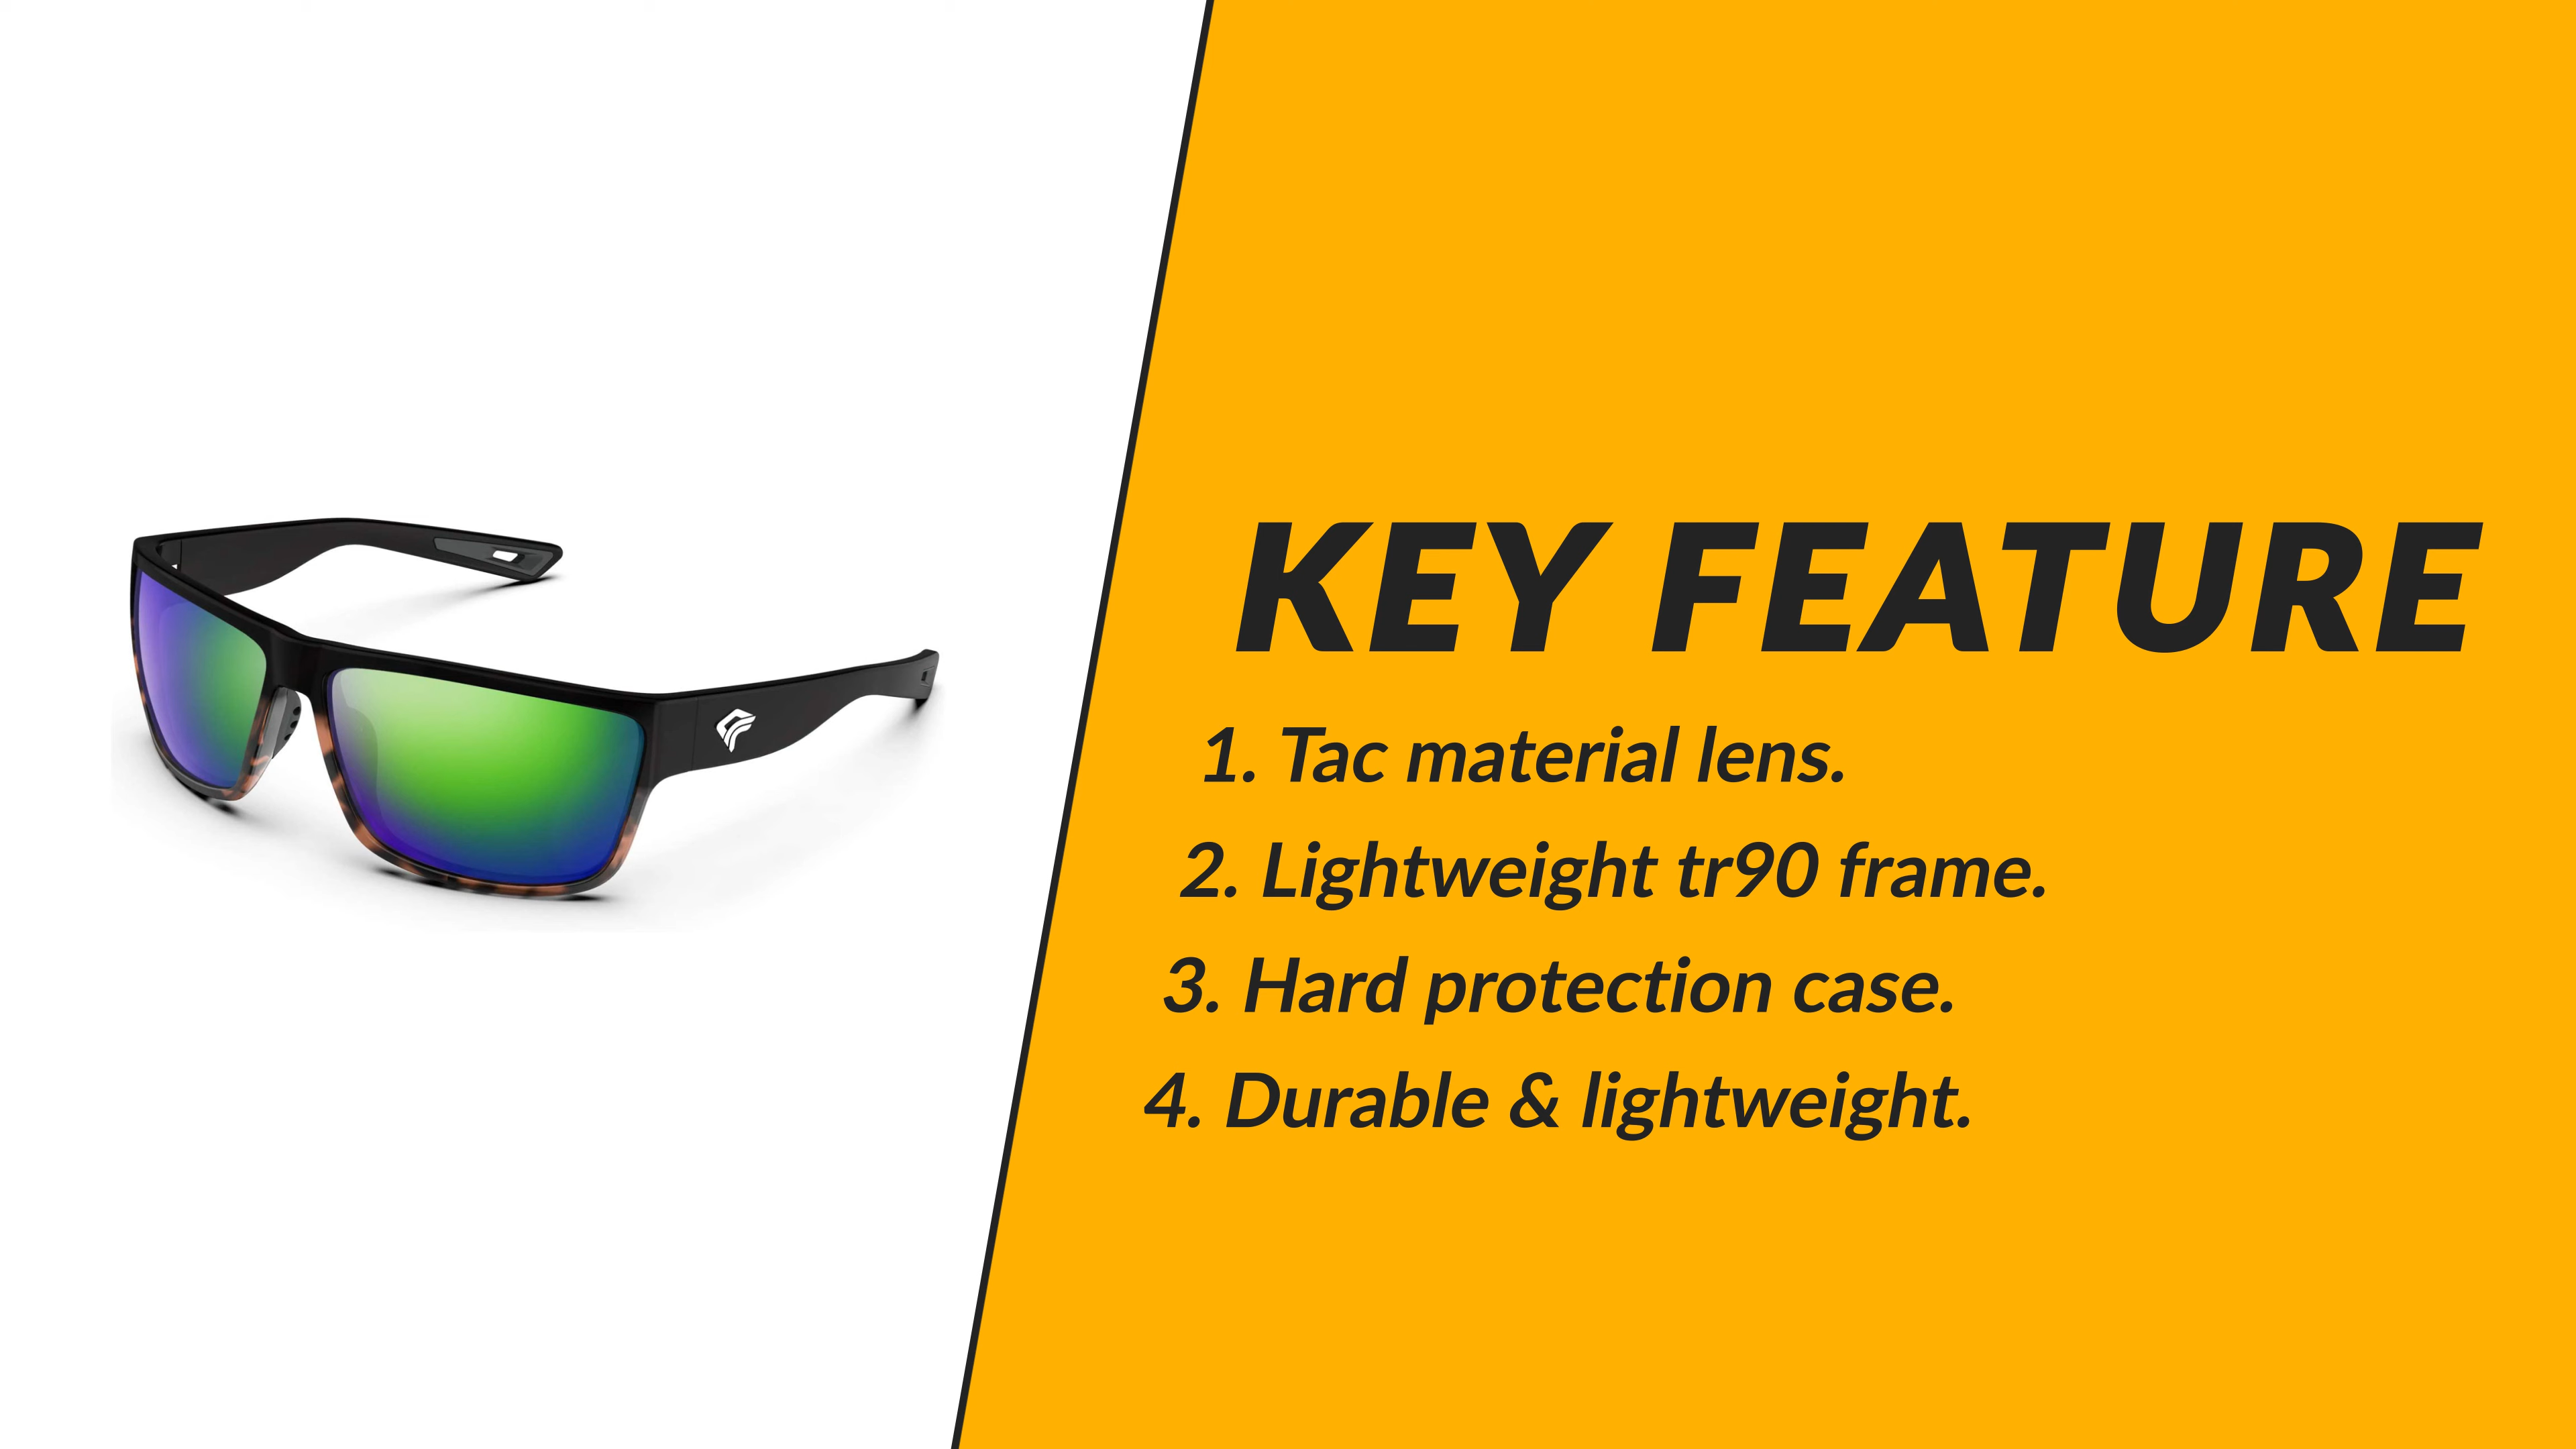 KEY FEATURE
1. Tac material lens.
2. Lightweight tr90 frame.
3. Hard protection case.
4. Durable & lightweight.